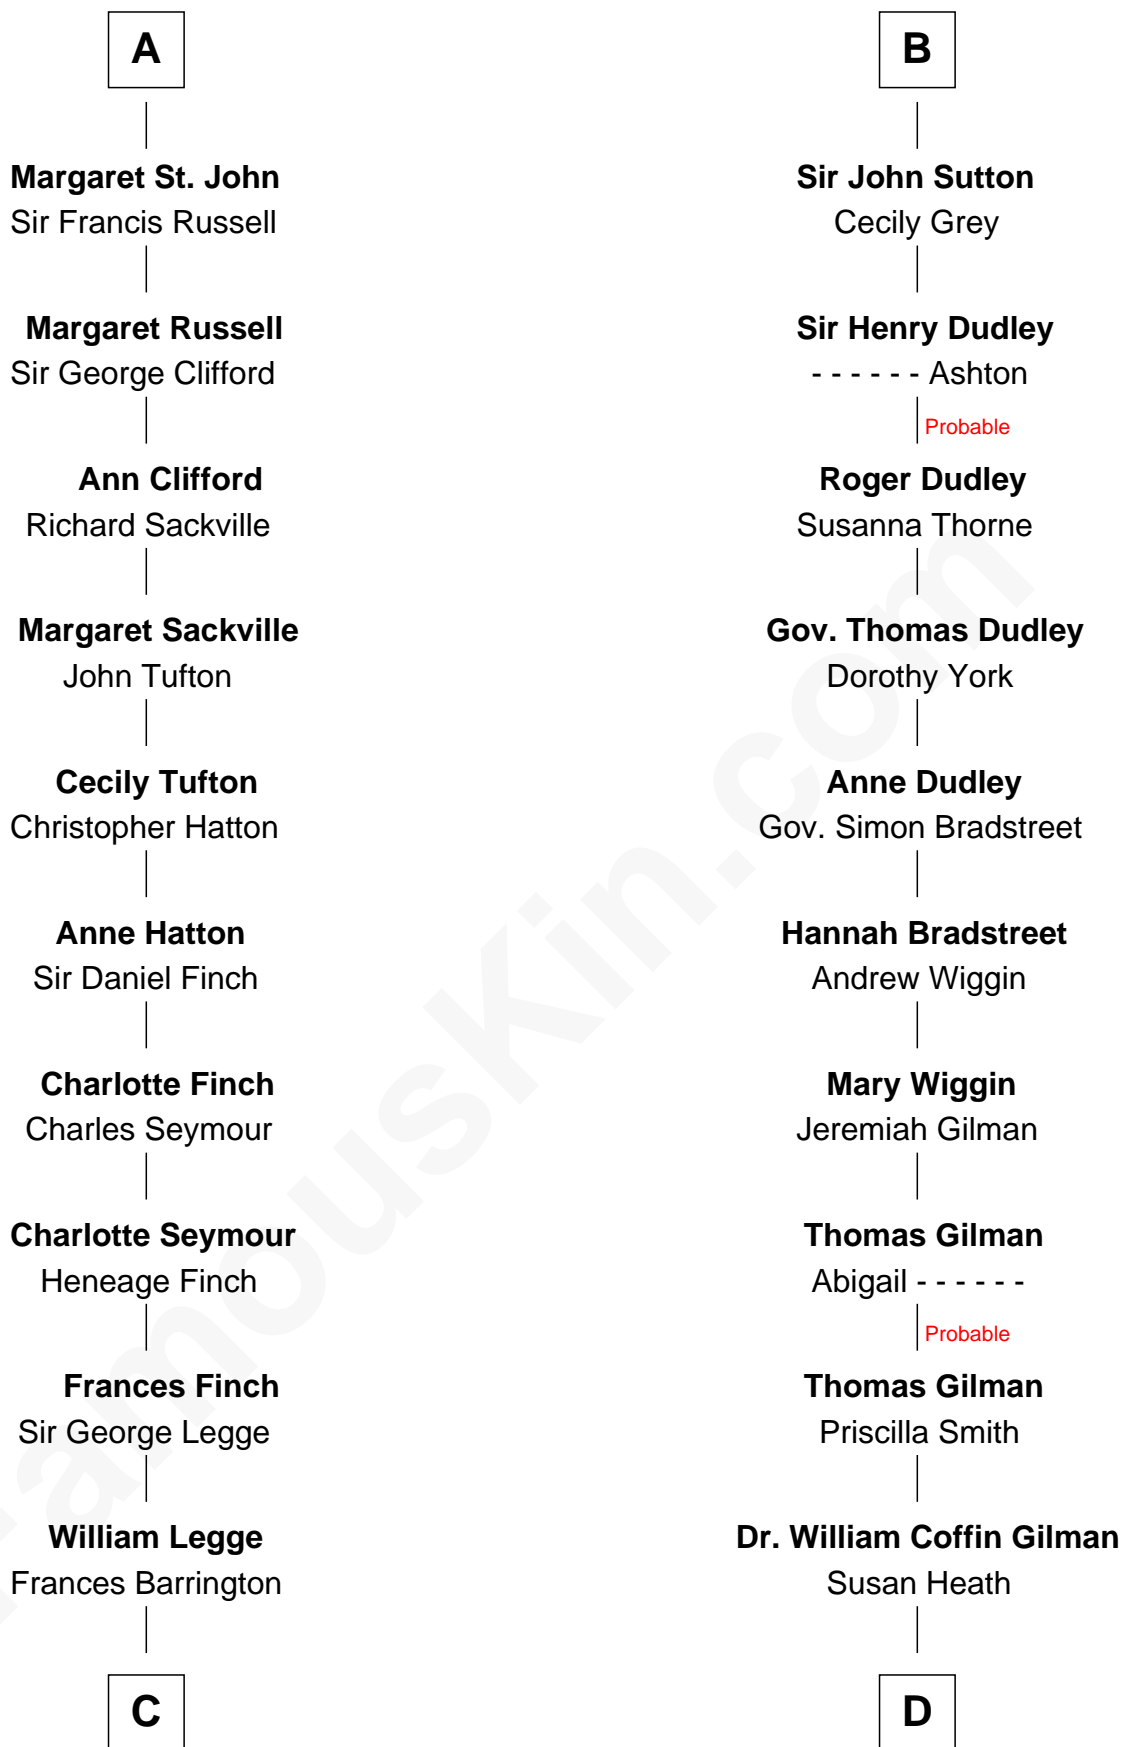 A
Margaret St. John
Sir Francis Russell
Margaret Russell
Sir George Clifford
Ann Clifford
Richard Sackville
Margaret Sackville
John Tufton
Cecily Tufton
Christopher Hatton
Anne Hatton
Sir Daniel Finch
Charlotte Finch
Charles Seymour
Charlotte Seymour
Heneage Finch
Frances Finch
Sir George Legge
William Legge
Frances Barrington
C
B
Sir John Sutton
Cecily Grey
Sir Henry Dudley
- - - - - - Ashton
Probable
Roger Dudley
Susanna Thorne
Gov. Thomas Dudley
Dorothy York
Anne Dudley
Gov. Simon Bradstreet
Hannah Bradstreet
Andrew Wiggin
Mary Wiggin
Jeremiah Gilman
Thomas Gilman
Abigail - - - - - -
Probable
Thomas Gilman
Priscilla Smith
Dr. William Coffin Gilman
Susan Heath
D
FamousKin.com